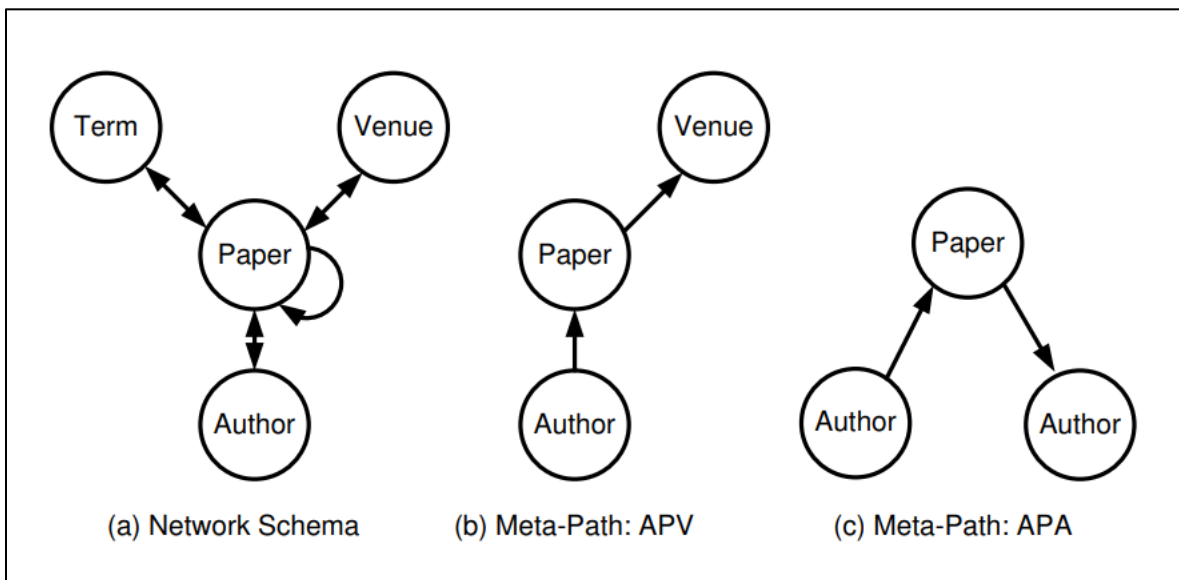 Term
Venue
Paper
Author
(a) Network Schema
Venue
Paper
Author
(b) Meta-Path: APV
Paper
Author
Author
(c) Meta-Path: APA